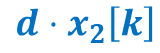 d · x₂[k]